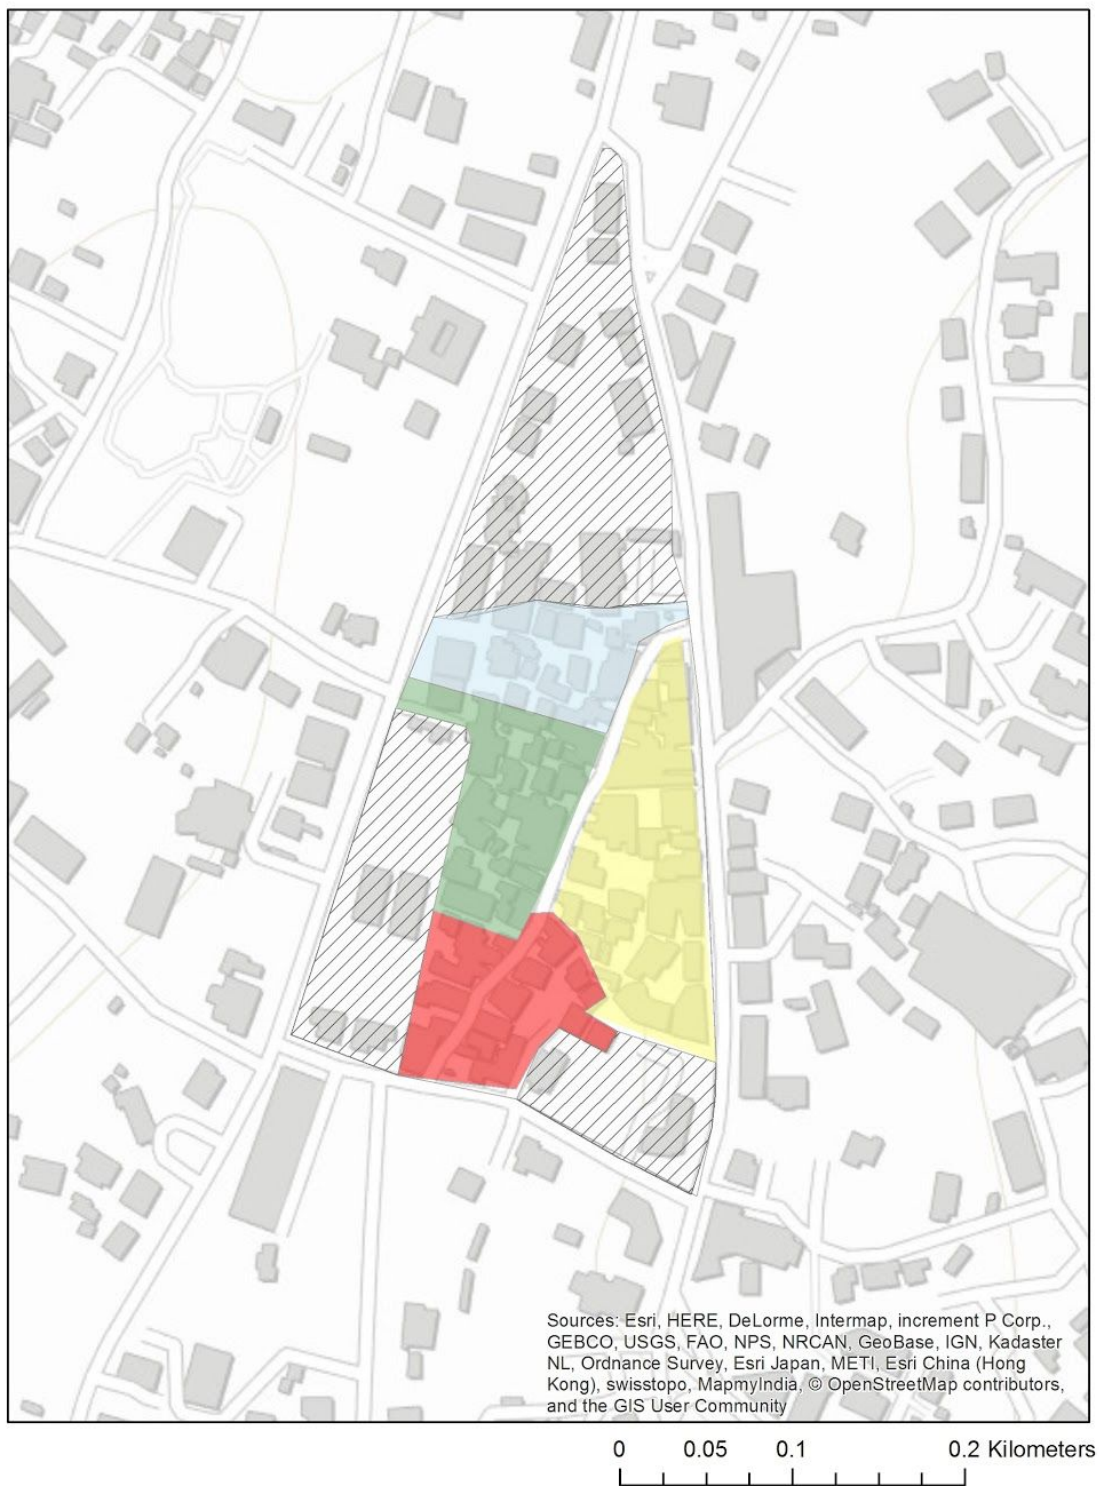 Sources: Esri, HERE, DeLorme, Intermap, increment P Corp.,
GEBCO, USGS, FAO, NPS, NRCAN, GeoBase, IGN, Kadaster
NL, Ordnance Survey, Esri Japan, METI, Esri China (Hong
Kong), swisstopo, MapmyIndia, © OpenStreetMap contributors,
and the GIS User Community
0 0.05 0.1 0.2 Kilometers